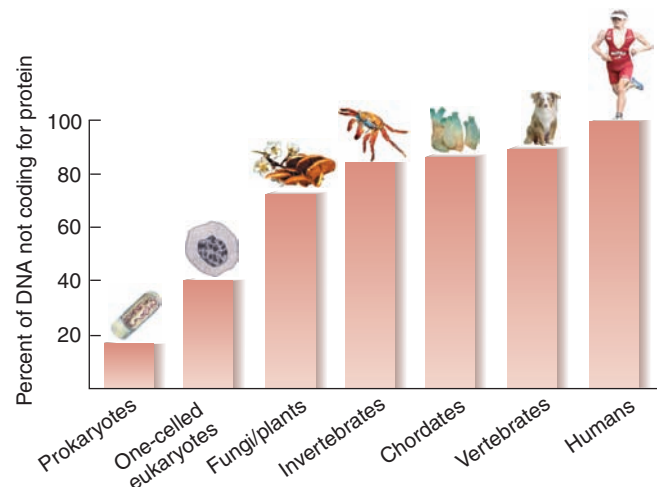 Percent of DNA not coding for protein
100
80
60
40
20
Prokaryotes
One-celled
eukaryotes
Fungi/plants
Invertebrates
Chordates
Vertebrates
Humans